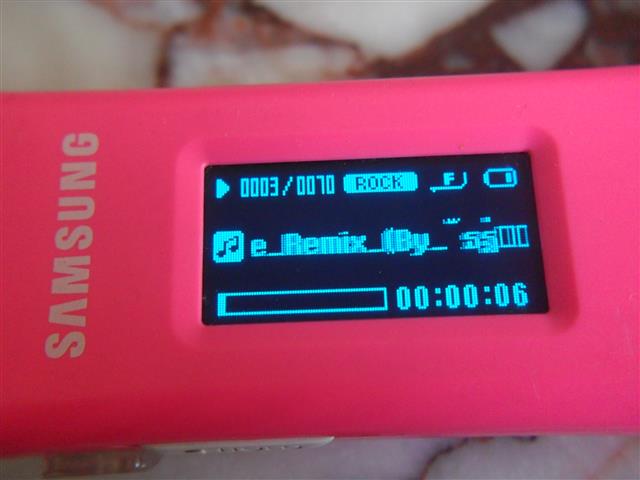 SAMSUNG
0003/0070 ROCK F
e_Remix_(By_
00:00:06